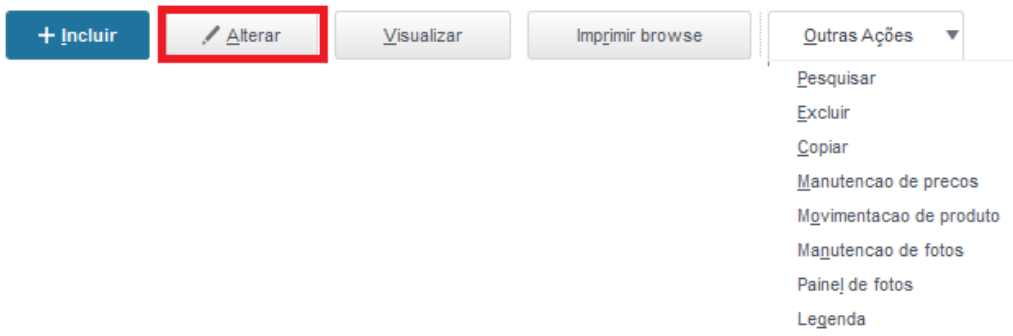 + Incluir
Alterar
Visualizar
Imprimir browse
Outras Ações
Pesquisar
Excluir
Copiar
Manutencao de precos
Movimentacao de produto
Manutencao de fotos
Painel de fotos
Legenda